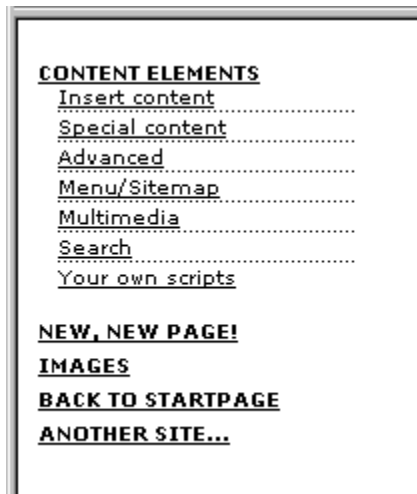 CONTENT ELEMENTS
Insert content
Special content
Advanced
Menu/Sitemap
Multimedia
Search
Your own scripts
NEW, NEW PAGE!
IMAGES
BACK TO STARTPAGE
ANOTHER SITE...